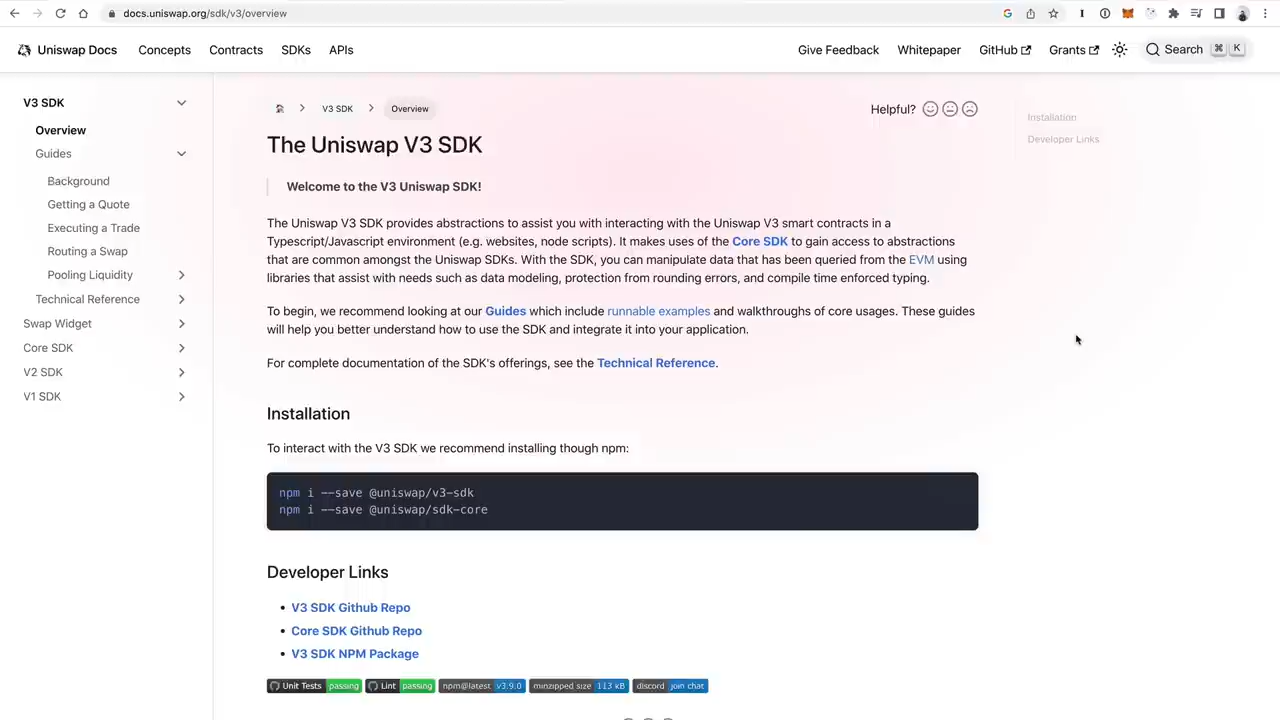 docs.uniswap.org/sdk/v3/overview
Uniswap Docs Concepts Contracts SDKs APIs Give Feedback Whitepaper GitHub Grants Search ⌘ K
V3 SDK
Overview
Guides
Background
Getting a Quote
Executing a Trade
Routing a Swap
Pooling Liquidity
Technical Reference
Swap Widget
Core SDK
V2 SDK
V1 SDK
V3 SDK Overview
Helpful?
The Uniswap V3 SDK
Welcome to the V3 Uniswap SDK!
The Uniswap V3 SDK provides abstractions to assist you with interacting with the Uniswap V3 smart contracts in a
Typescript/Javascript environment (e.g. websites, node scripts). It makes uses of the Core SDK to gain access to abstractions
that are common amongst the Uniswap SDKs. With the SDK, you can manipulate data that has been queried from the EVM using
libraries that assist with needs such as data modeling, protection from rounding errors, and compile time enforced typing.
To begin, we recommend looking at our Guides which include runnable examples and walkthroughs of core usages. These guides
will help you better understand how to use the SDK and integrate it into your application.
For complete documentation of the SDK's offerings, see the Technical Reference.
Installation
To interact with the V3 SDK we recommend installing though npm:
npm i --save @uniswap/v3-sdk
npm i --save @uniswap/sdk-core
Developer Links
V3 SDK Github Repo
Core SDK Github Repo
V3 SDK NPM Package
Unit Tests passing Lint passing npm@latest v3.9.0 minzipped size 113 kB discord join chat
Installation
Developer Links